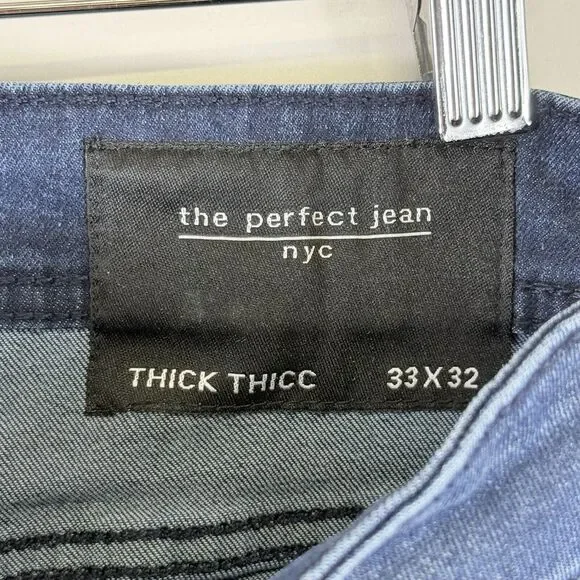 the perfect jean
nyc
THICK THICC 33X32